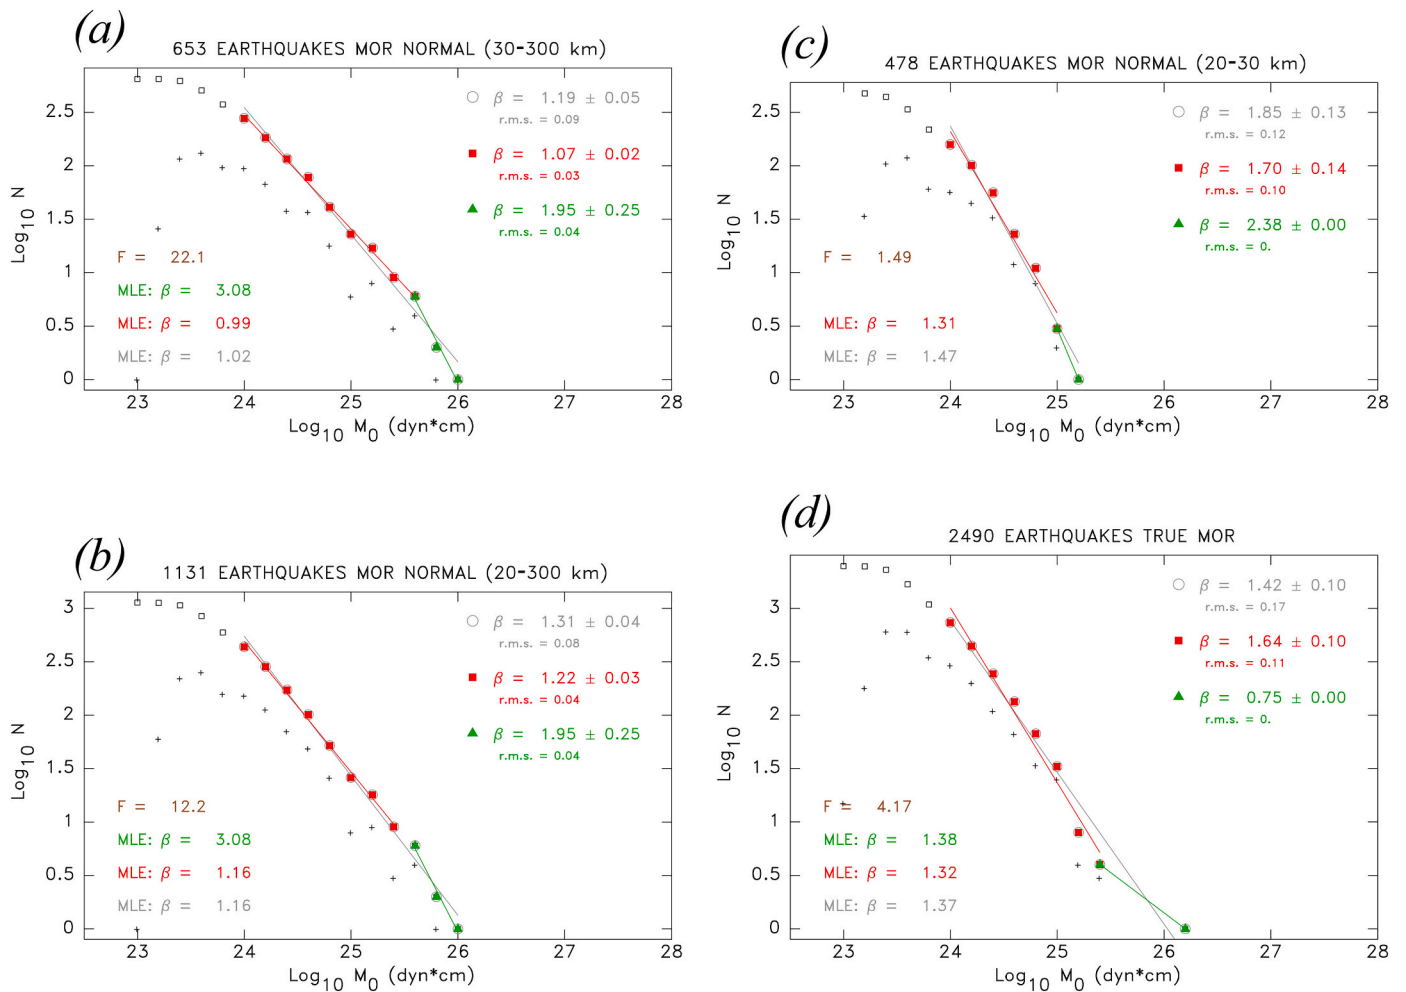 (a)
653 EARTHQUAKES MOR NORMAL (30-300 km)
β = 1.19 ± 0.05
r.m.s. = 0.09
β = 1.07 ± 0.02
r.m.s. = 0.03
β = 1.95 ± 0.25
r.m.s. = 0.04
F = 22.1
MLE: β = 3.08
MLE: β = 0.99
MLE: β = 1.02
Log10 N
2.5
2
1.5
1
0.5
0
23 24 25 26 27 28
Log10 M0 (dyn*cm)
(c)
478 EARTHQUAKES MOR NORMAL (20-30 km)
β = 1.85 ± 0.13
r.m.s. = 0.12
β = 1.70 ± 0.14
r.m.s. = 0.10
β = 2.38 ± 0.00
r.m.s. = 0.
F = 1.49
MLE: β = 1.31
MLE: β = 1.47
Log10 N
2.5
2
1.5
1
0.5
0
23 24 25 26 27 28
Log10 M0 (dyn*cm)
(b)
1131 EARTHQUAKES MOR NORMAL (20-300 km)
β = 1.31 ± 0.04
r.m.s. = 0.08
β = 1.22 ± 0.03
r.m.s. = 0.04
β = 1.95 ± 0.25
r.m.s. = 0.04
F = 12.2
MLE: β = 3.08
MLE: β = 1.16
MLE: β = 1.16
Log10 N
3
2.5
2
1.5
1
0.5
0
23 24 25 26 27 28
Log10 M0 (dyn*cm)
(d)
2490 EARTHQUAKES TRUE MOR
β = 1.42 ± 0.10
r.m.s. = 0.17
β = 1.64 ± 0.10
r.m.s. = 0.11
β = 0.75 ± 0.00
r.m.s. = 0.
F = 4.17
MLE: β = 1.38
MLE: β = 1.32
MLE: β = 1.37
Log10 N
3
2.5
2
1.5
1
0.5
0
23 24 25 26 27 28
Log10 M0 (dyn*cm)